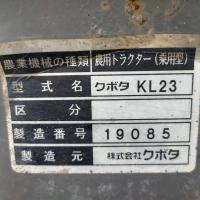 農業機械の種類 農用トラクター(乗用型)
型式名 クボタ KL23
区分
製造番号 19085
製造元 株式会社クボタ